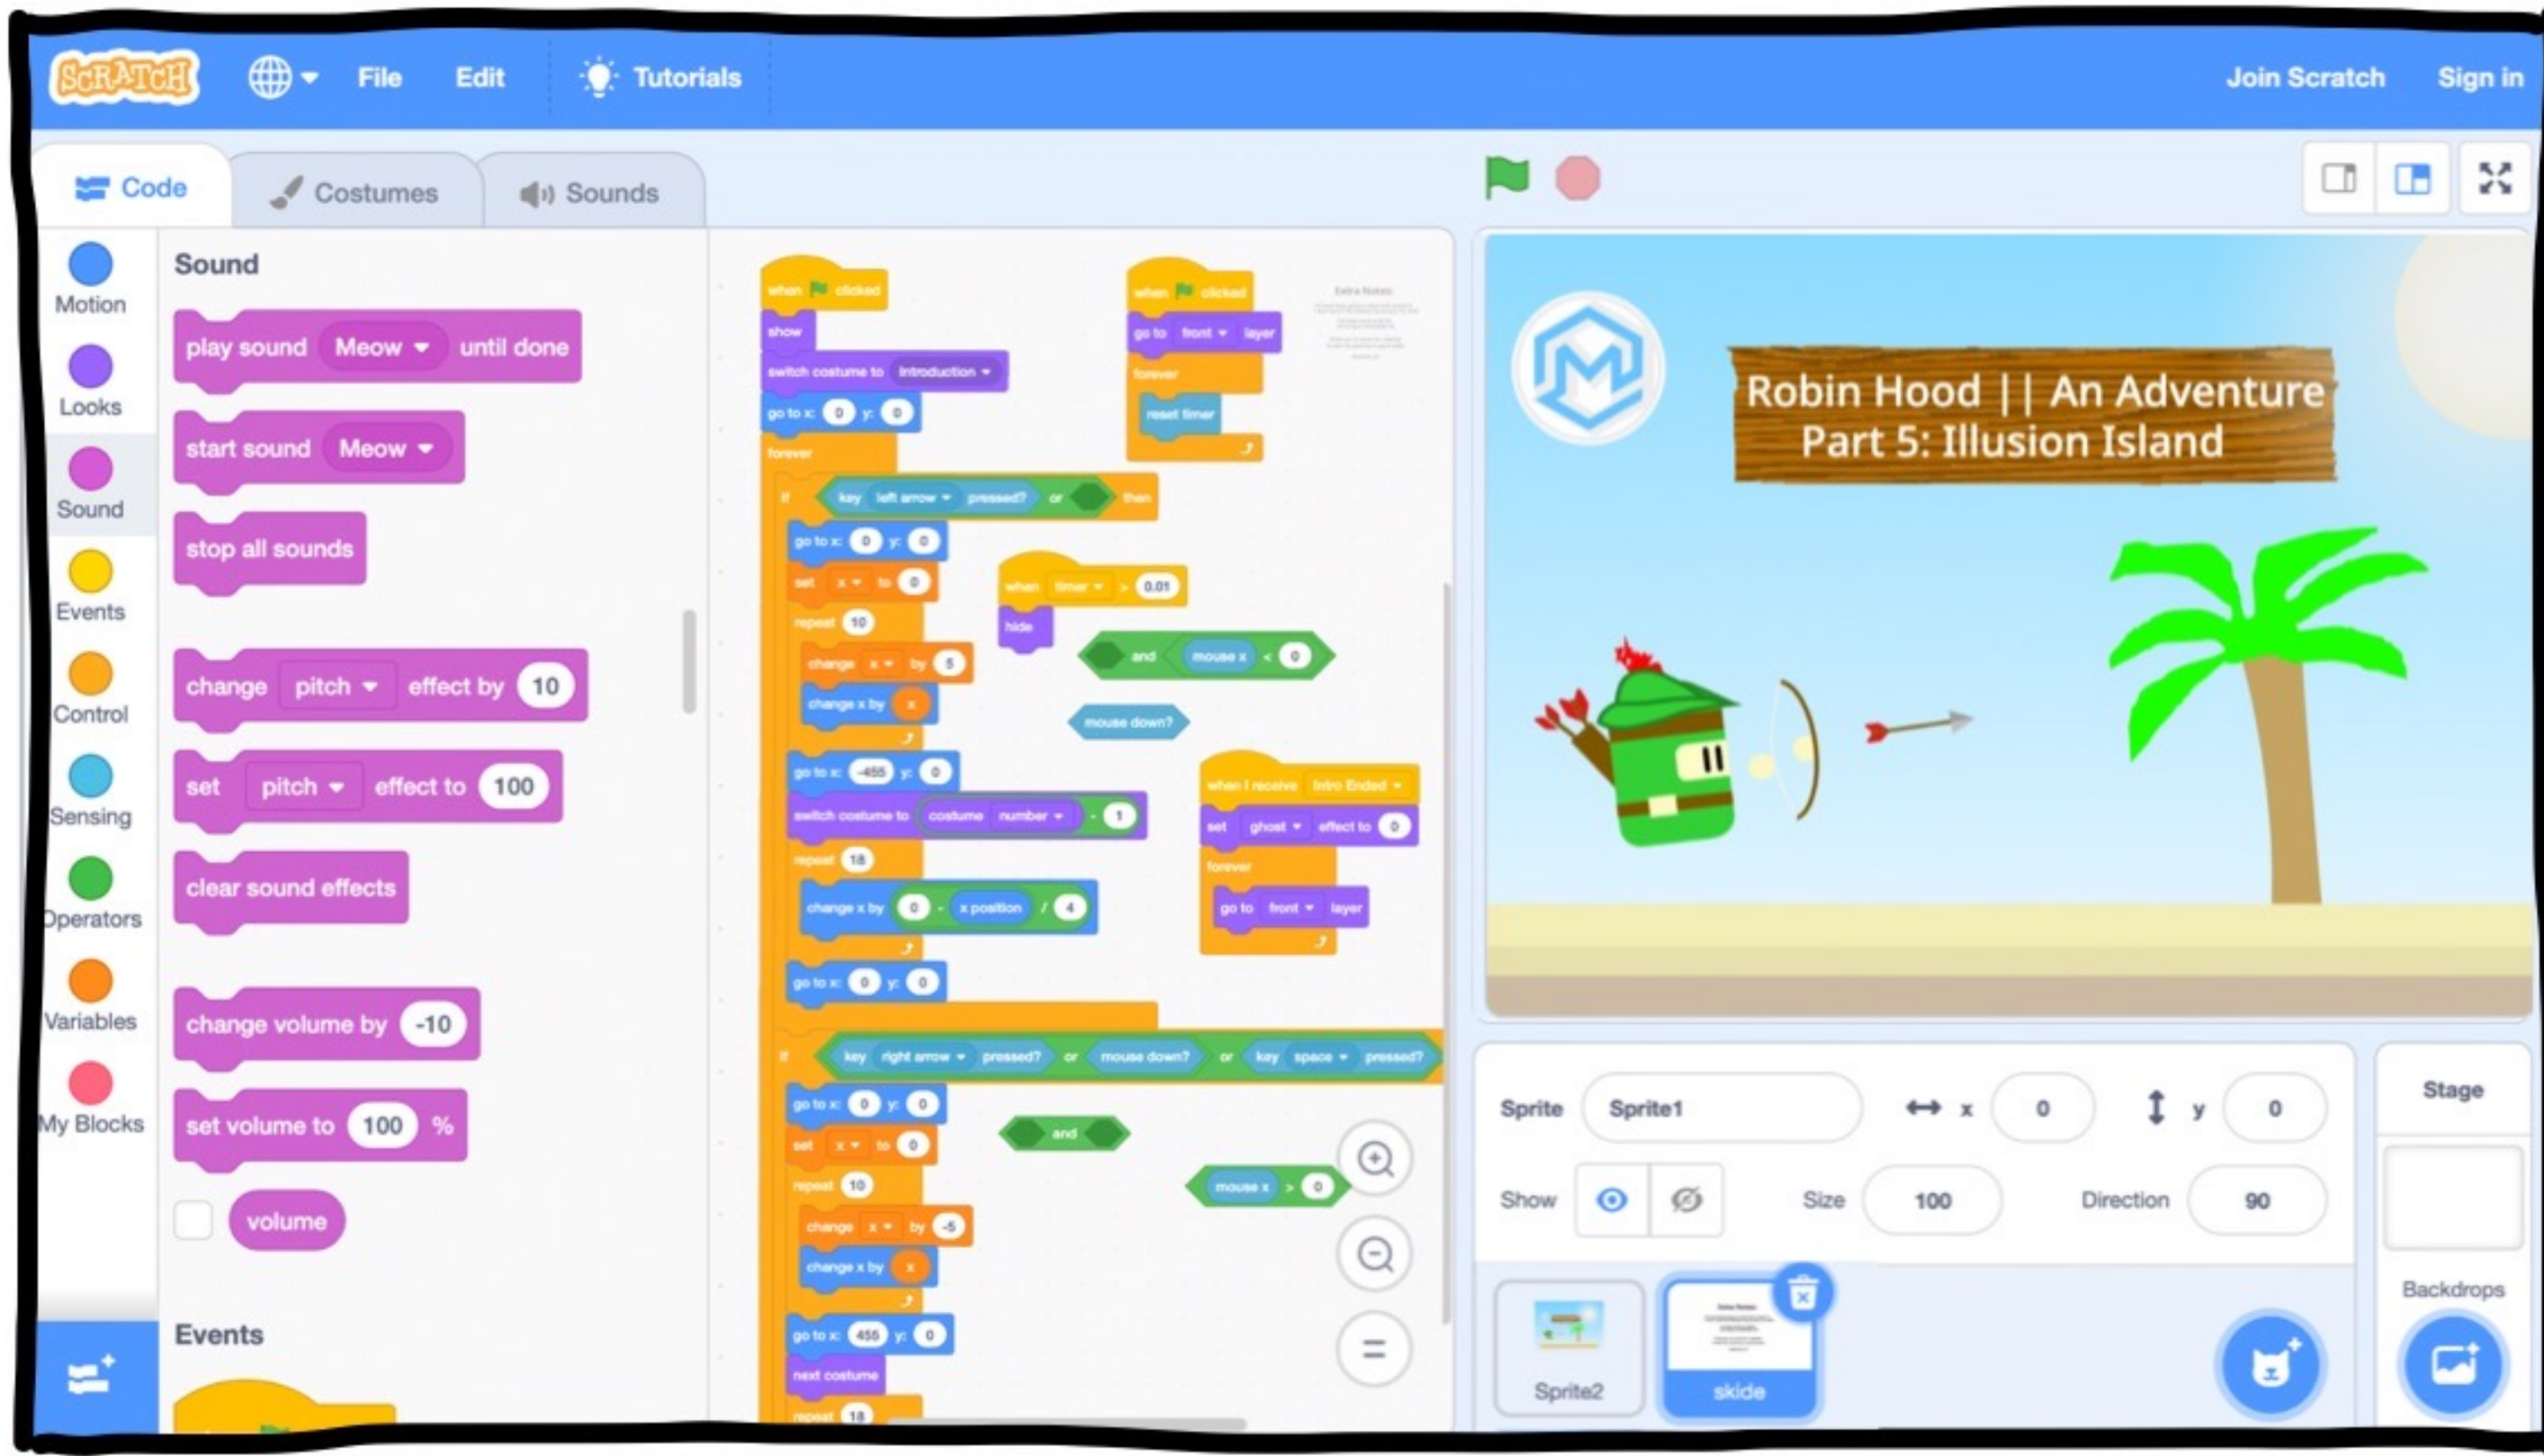 SCRATCH
File
Edit
Tutorials
Join Scratch
Sign in
Code
Costumes
Sounds
Motion
Looks
Sound
Events
Control
Sensing
Operators
Variables
My Blocks
Sound
play sound Meow until done
start sound Meow
stop all sounds
change pitch effect by 10
set pitch effect to 100
clear sound effects
change volume by -10
set volume to 100 %
volume
Events
when clicked
show
switch costume to Introduction
go to x: 0 y: 0
forever
if key left arrow pressed? or then
go to x: 0 y: 0
set x to 0
repeat 10
change x by 5
change x by x
go to x: -455 y: 0
switch costume to costume number - 1
repeat 18
change x by 0 - x position / 4
go to x: 0 y: 0
if key right arrow pressed? or mouse down? or key space pressed?
go to x: 0 y: 0
set x to 0
repeat 10
change x by -5
change x by x
go to x: 455 y: 0
next costume
repeat 18
when clicked
go to front layer
forever
reset timer
Extra Notes:
when timer > 0.01
hide
and mouse x < 0
mouse down?
when I receive Intro Ended
set ghost effect to 0
forever
go to front layer
and
mouse x > 0
Robin Hood || An Adventure
Part 5: Illusion Island
Sprite Sprite1 x 0 y 0
Show Size 100 Direction 90
Sprite2
skide
Stage
Backdrops